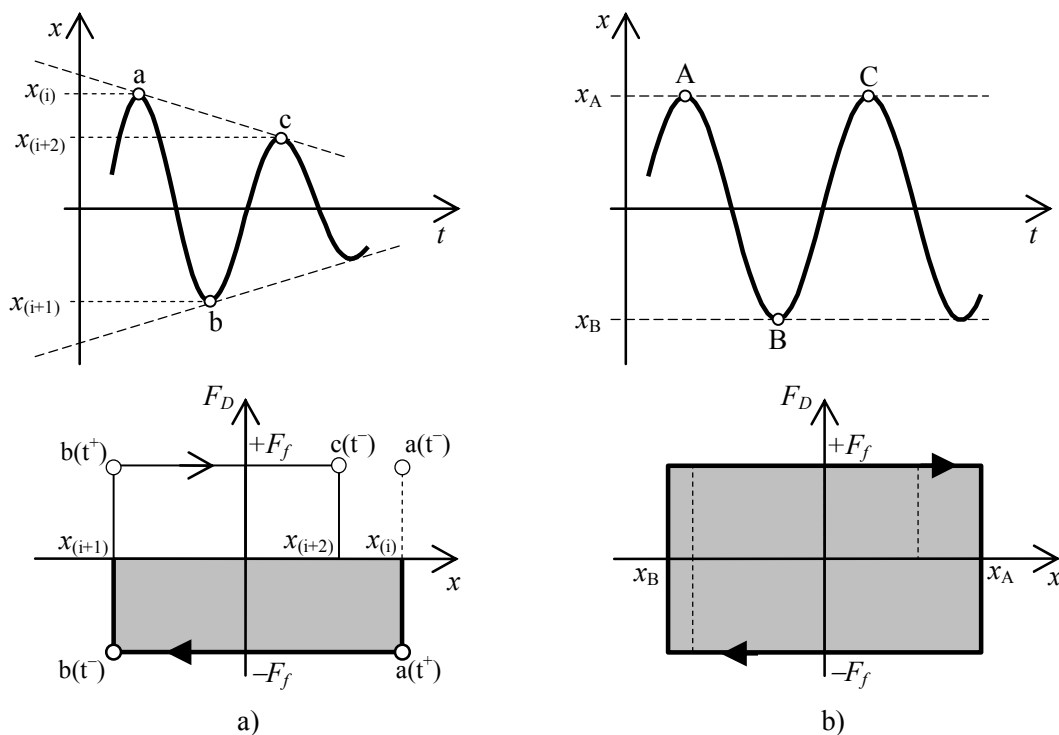 x
a
x(i)
c
x(i+2)
t
x(i+1)
b
x
A
C
xA
t
xB
B
FD
b(t+)
+Ff
c(t−)
a(t−)
x(i+1)
x(i+2)
x(i)
x
b(t−)
−Ff
a(t+)
a)
FD
+Ff
xB
xA
x
−Ff
b)